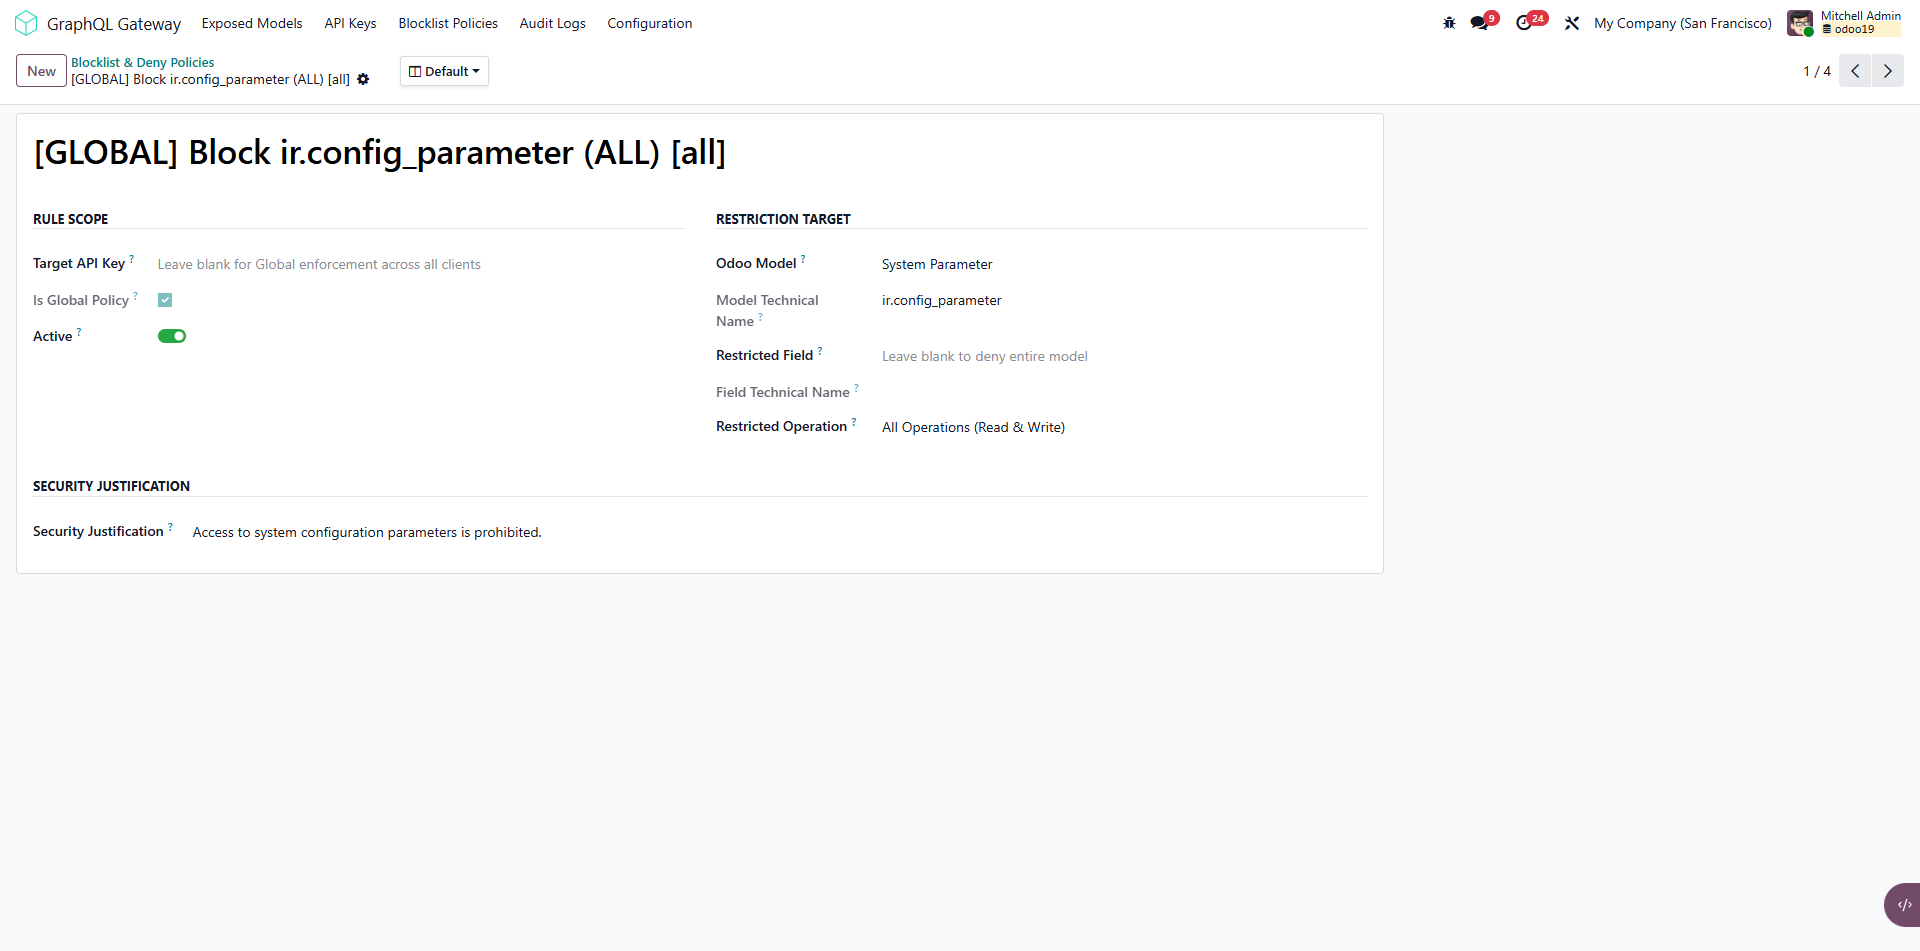 GraphQL Gateway Exposed Models API Keys Blocklist Policies Audit Logs Configuration 9 24 My Company (San Francisco) Mitchell Admin
odoo19
New Blocklist & Deny Policies
[GLOBAL] Block ir.config_parameter (ALL) [all]
Default
1 / 4
[GLOBAL] Block ir.config_parameter (ALL) [all]
RULE SCOPE
Target API Key ? Leave blank for Global enforcement across all clients
Is Global Policy ?
Active ?
RESTRICTION TARGET
Odoo Model ? System Parameter
Model Technical
Name ? ir.config_parameter
Restricted Field ? Leave blank to deny entire model
Field Technical Name ?
Restricted Operation ? All Operations (Read & Write)
SECURITY JUSTIFICATION
Security Justification ? Access to system configuration parameters is prohibited.
</>